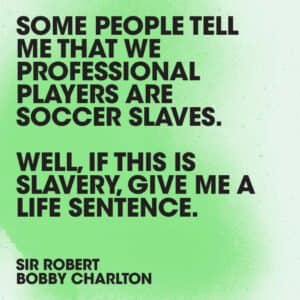 SOME PEOPLE TELL
ME THAT WE
PROFESSIONAL
PLAYERS ARE
SOCCER SLAVES.
WELL, IF THIS IS
SLAVERY, GIVE ME A
LIFE SENTENCE.
SIR ROBERT
BOBBY CHARLTON